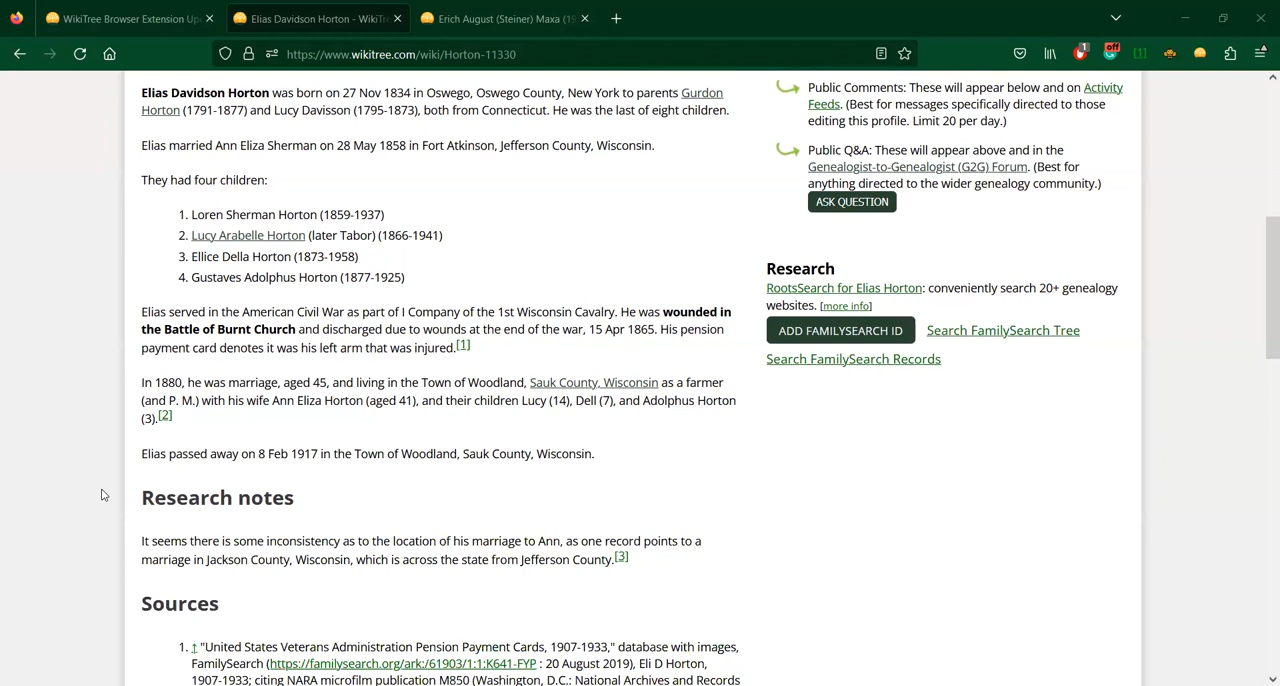 WikiTree Browser Extension Up
Elias Davidson Horton - WikiTr
Erich August (Steiner) Maxa (19
https://www.wikitree.com/wiki/Horton-11330
1
off
[1]
Elias Davidson Horton was born on 27 Nov 1834 in Oswego, Oswego County, New York to parents Gurdon
Horton (1791-1877) and Lucy Davisson (1795-1873), both from Connecticut. He was the last of eight children.
Elias married Ann Eliza Sherman on 28 May 1858 in Fort Atkinson, Jefferson County, Wisconsin.
They had four children:
1. Loren Sherman Horton (1859-1937)
2. Lucy Arabelle Horton (later Tabor) (1866-1941)
3. Ellice Della Horton (1873-1958)
4. Gustaves Adolphus Horton (1877-1925)
Elias served in the American Civil War as part of I Company of the 1st Wisconsin Cavalry. He was wounded in
the Battle of Burnt Church and discharged due to wounds at the end of the war, 15 Apr 1865. His pension
payment card denotes it was his left arm that was injured.[1]
In 1880, he was marriage, aged 45, and living in the Town of Woodland, Sauk County, Wisconsin as a farmer
(and P. M.) with his wife Ann Eliza Horton (aged 41), and their children Lucy (14), Dell (7), and Adolphus Horton
(3).[2]
Elias passed away on 8 Feb 1917 in the Town of Woodland, Sauk County, Wisconsin.
Research notes
It seems there is some inconsistency as to the location of his marriage to Ann, as one record points to a
marriage in Jackson County, Wisconsin, which is across the state from Jefferson County.[3]
Sources
1. ↑ "United States Veterans Administration Pension Payment Cards, 1907-1933," database with images,
FamilySearch (https://familysearch.org/ark:/61903/1:1:K641-FYP : 20 August 2019), Eli D Horton,
1907-1933; citing NARA microfilm publication M850 (Washington, D.C.: National Archives and Records
Public Comments: These will appear below and on Activity
Feeds. (Best for messages specifically directed to those
editing this profile. Limit 20 per day.)
Public Q&A: These will appear above and in the
Genealogist-to-Genealogist (G2G) Forum. (Best for
anything directed to the wider genealogy community.)
ASK QUESTION
Research
RootsSearch for Elias Horton: conveniently search 20+ genealogy
websites. [more info]
ADD FAMILYSEARCH ID Search FamilySearch Tree
Search FamilySearch Records